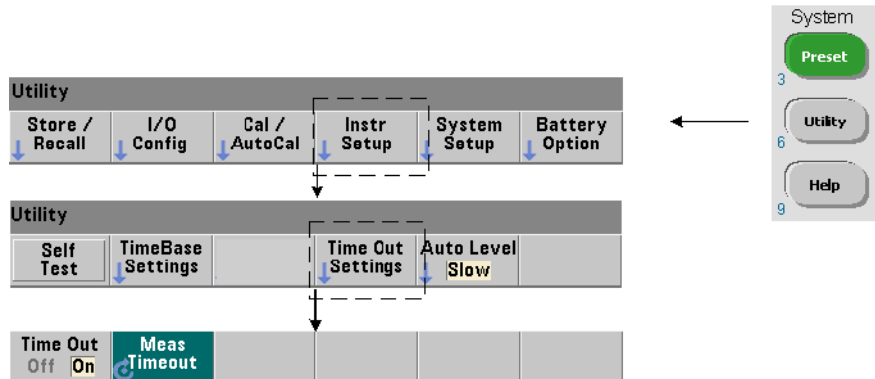 System
Preset
3
Utility
6
Help
9
Utility
Store / Recall
I/O Config
Cal / AutoCal
Instr Setup
System Setup
Battery Option
Utility
Self Test
TimeBase Settings
Time Out Settings
Auto Level Slow
Time Out Off On
Meas Timeout